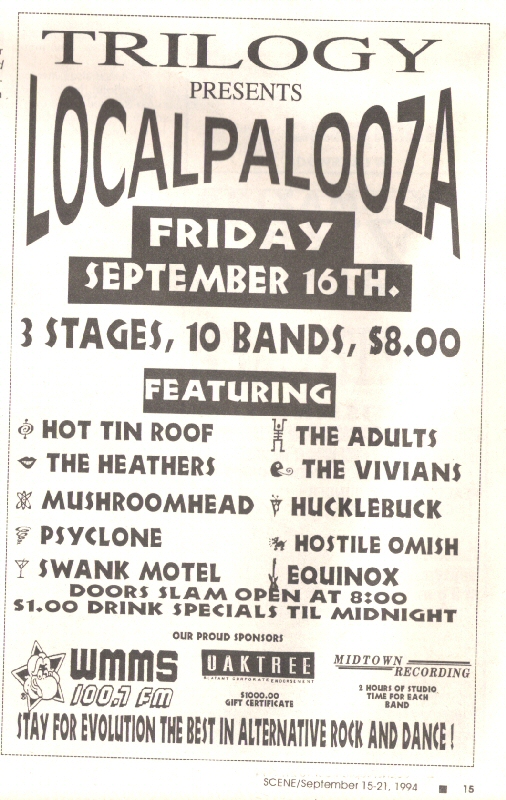 TRILOGY
PRESENTS
LOCALPALOOZA
FRIDAY
SEPTEMBER 16TH.
3 STAGES, 10 BANDS, $8.00
FEATURING
HOT TIN ROOF
THE HEATHERS
MUSHROOMHEAD
PSYCLONE
SWANK MOTEL
THE ADULTS
THE VIVIANS
HUCKLEBUCK
HOSTILE OMISH
EQUINOX
DOORS SLAM OPEN AT 8:00
$1.00 DRINK SPECIALS TIL MIDNIGHT
OUR PROUD SPONSORS
WMMS
100.7 FM
OAKTREE
BLATANT CORPORATE ENDORSEMENT
$1000.00
GIFT CERTIFICATE
MIDTOWN
RECORDING
2 HOURS OF STUDIO
TIME FOR EACH
BAND
STAY FOR EVOLUTION THE BEST IN ALTERNATIVE ROCK AND DANCE !
SCENE/September 15-21, 1994 ■ 15